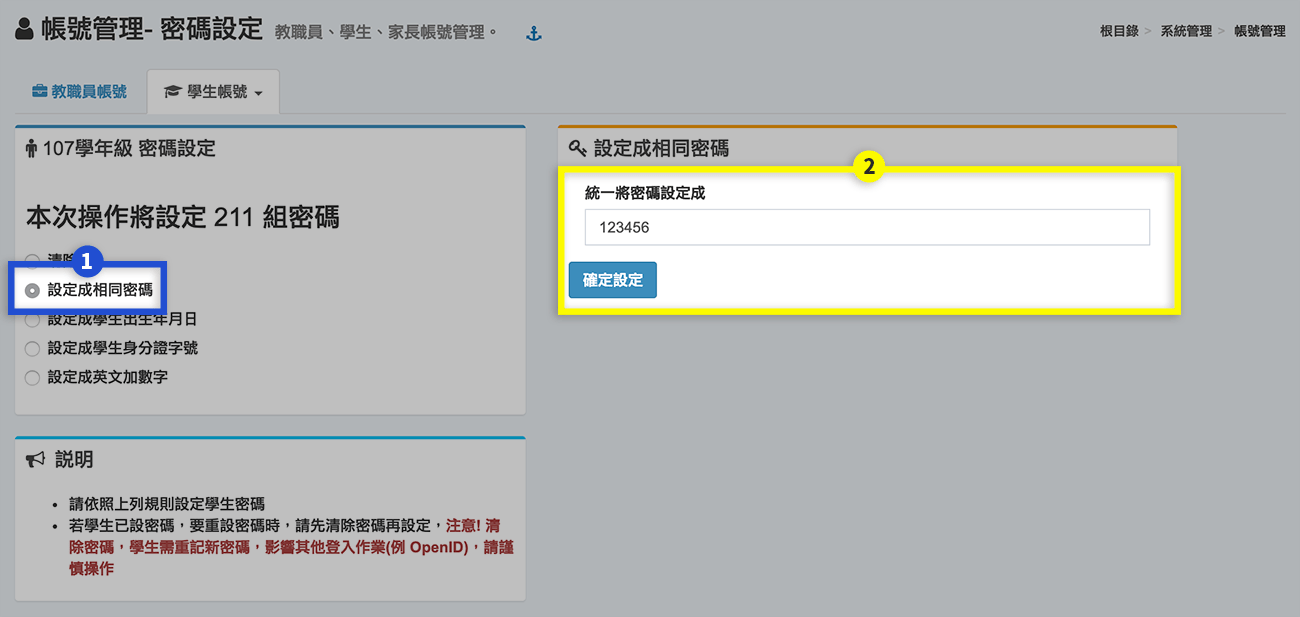 帳號管理- 密碼設定 教職員、學生、家長帳號管理。
根目錄 > 系統管理 > 帳號管理
教職員帳號 學生帳號
107學年級 密碼設定
本次操作將設定 211 組密碼
清除
1
設定成相同密碼
設定成學生出生年月日
設定成學生身分證字號
設定成英文加數字
設定成相同密碼
2
統一將密碼設定成
123456
確定設定
説明
• 請依照上列規則設定學生密碼
• 若學生已設密碼，要重設密碼時，請先清除密碼再設定，注意! 清
除密碼，學生需重記新密碼，影響其他登入作業(例 OpenID)，請謹
慎操作